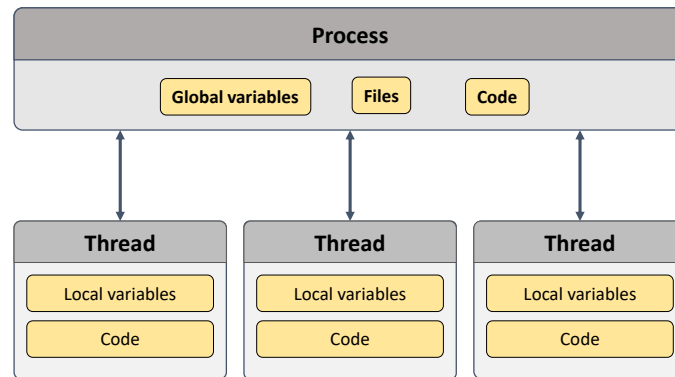 Process
Global variables Files Code
Thread Thread Thread
Local variables Local variables Local variables
Code Code Code